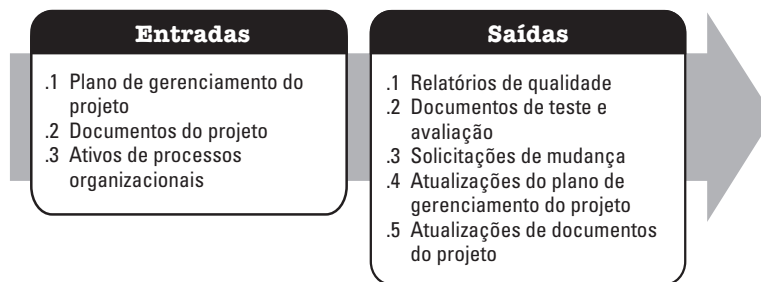 Entradas
.1 Plano de gerenciamento do
projeto
.2 Documentos do projeto
.3 Ativos de processos
organizacionais
Saídas
.1 Relatórios de qualidade
.2 Documentos de teste e
avaliação
.3 Solicitações de mudança
.4 Atualizações do plano de
gerenciamento do projeto
.5 Atualizações de documentos
do projeto